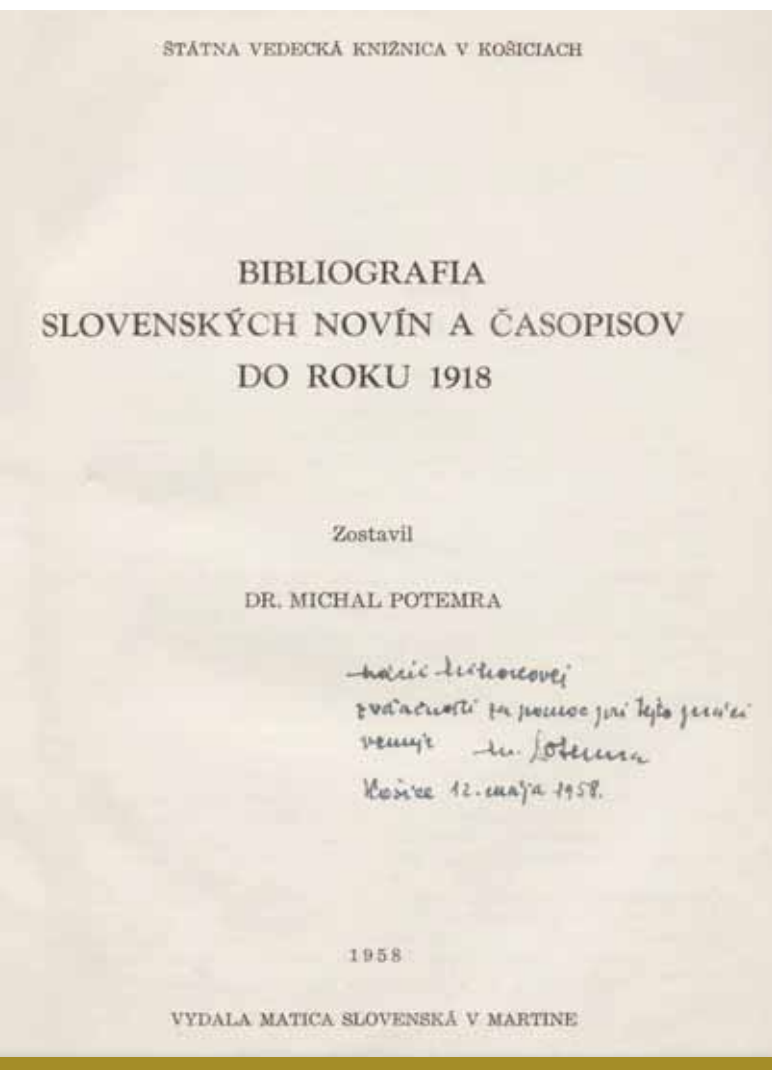 ŠTÁTNA VEDECKÁ KNIŽNICA V KOŠICIACH
BIBLIOGRAFIA
SLOVENSKÝCH NOVÍN A ČASOPISOV
DO ROKU 1918
Zostavil
DR. MICHAL POTEMRA
za pomoc pri tejto práci
venuje M. Potemra
Košice 12. mája 1958.
1958
VYDALA MATICA SLOVENSKÁ V MARTINE